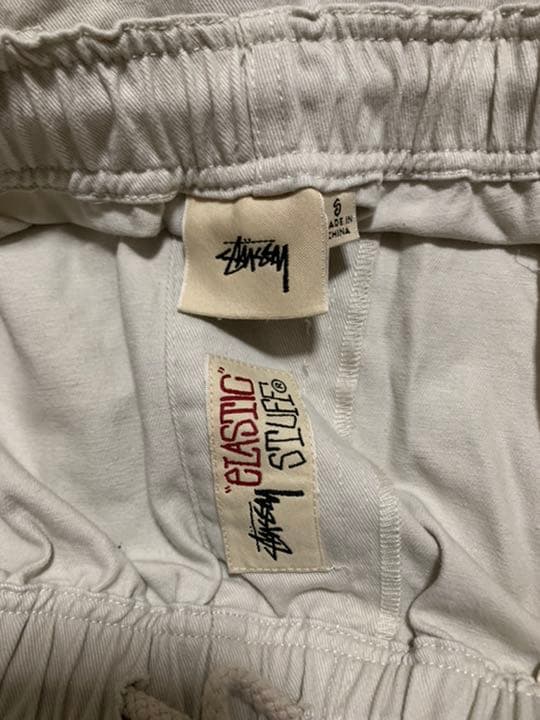 Stüssy
S
MADE IN
CHINA
"ELASTIC"
Stüssy STUFF®